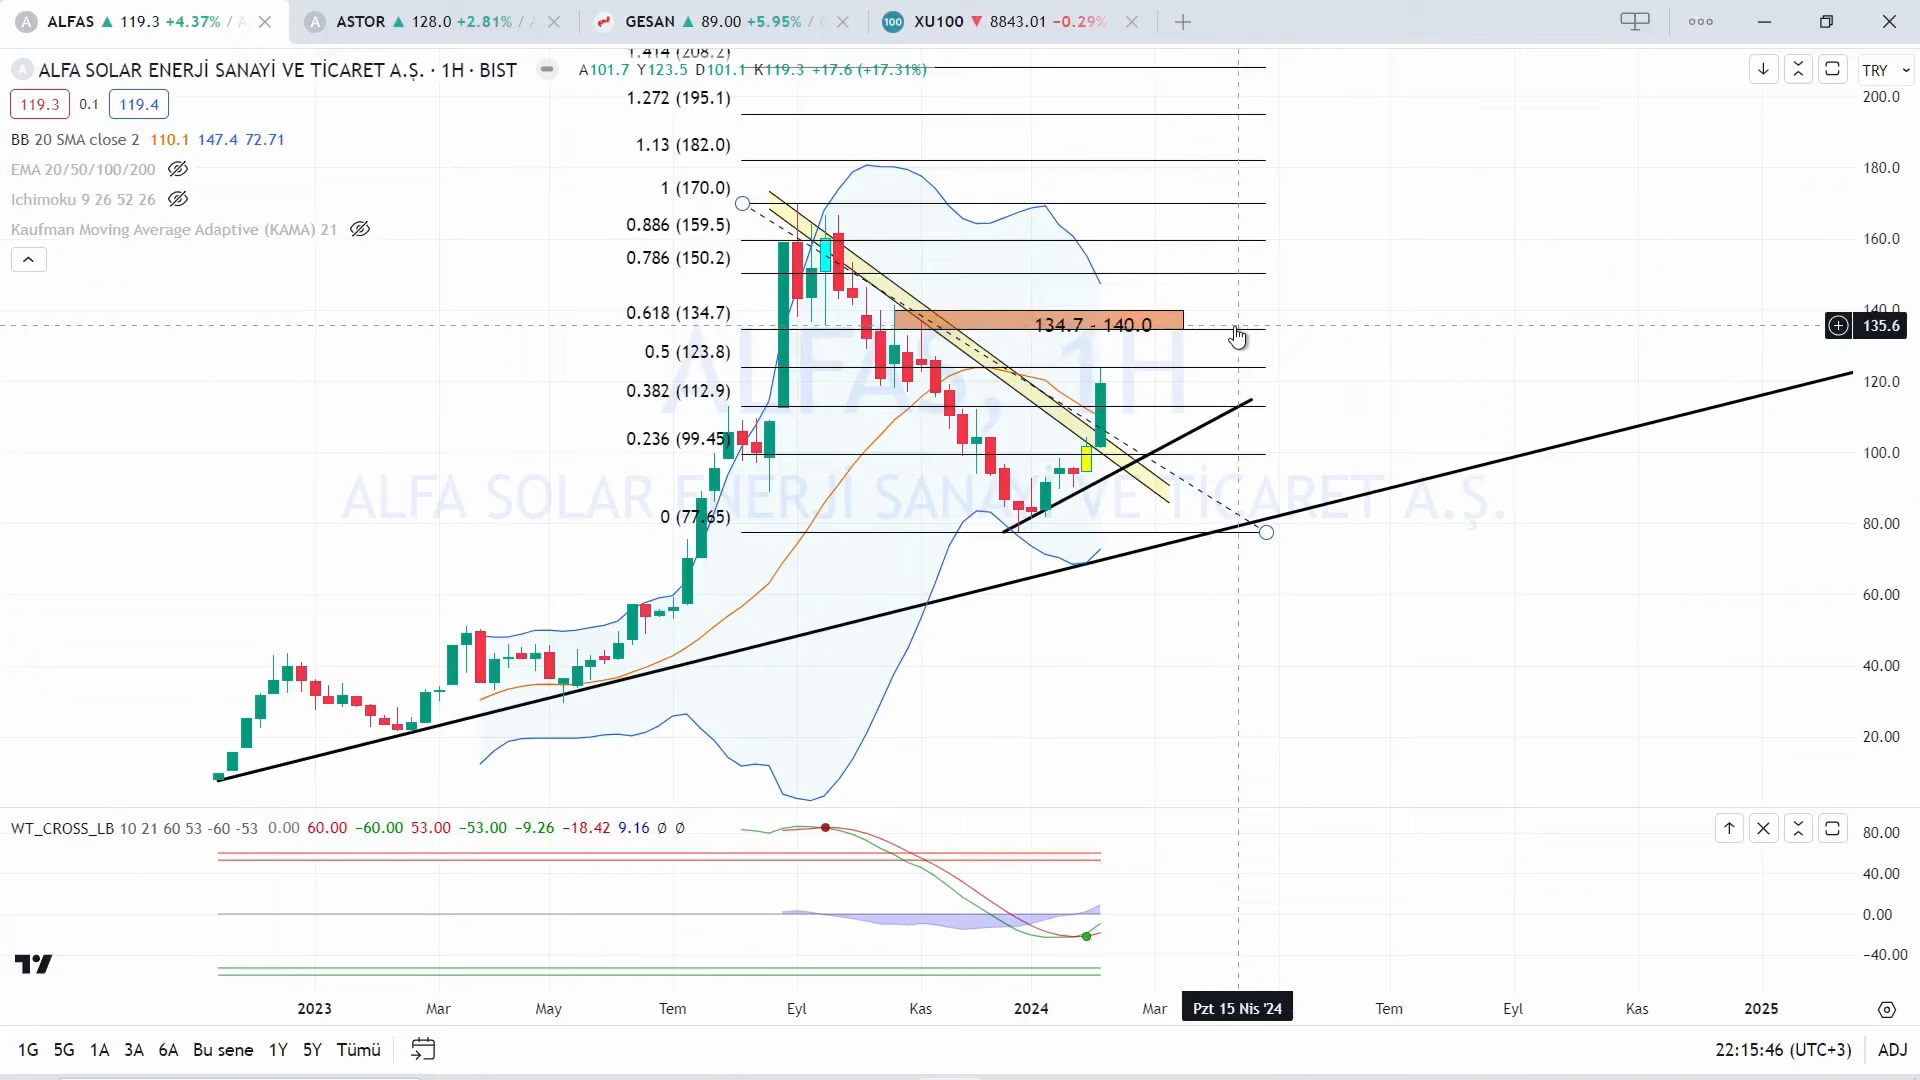 ALFAS ▲ 119.3 +4.37% / A
ASTOR ▲ 128.0 +2.81% /
GESAN ▲ 89.00 +5.95% /
100 XU100 ▼ 8843.01 −0.29%
ALFA SOLAR ENERJİ SANAYİ VE TİCARET A.Ş. · 1H · BIST
A101.7 Y123.5 D101.1 K119.3 +17.6 (+17.31%)
TRY
119.3 0.1 119.4
BB 20 SMA close 2 110.1 147.4 72.71
EMA 20/50/100/200
Ichimoku 9 26 52 26
Kaufman Moving Average Adaptive (KAMA) 21
1.414 (208.2)
1.272 (195.1)
1.13 (182.0)
1 (170.0)
0.886 (159.5)
0.786 (150.2)
0.618 (134.7)
0.5 (123.8)
0.382 (112.9)
0.236 (99.45)
0 (77.65)
134.7 - 140.0
ALFAS, 1H
ALFA SOLAR ENERJİ SANAYİ VE TİCARET A.Ş.
200.0
180.0
160.0
140.0
135.6
120.0
100.0
80.00
60.00
40.00
20.00
WT_CROSS_LB 10 21 60 53 -60 -53 0.00 60.00 −60.00 53.00 −53.00 −9.26 −18.42 9.16 Ø Ø
80.00
40.00
0.00
−40.00
2023 Mar May Tem Eyl Kas 2024 Mar Pzt 15 Nis '24 Tem Eyl Kas 2025
1G 5G 1A 3A 6A Bu sene 1Y 5Y Tümü
22:15:46 (UTC+3) ADJ